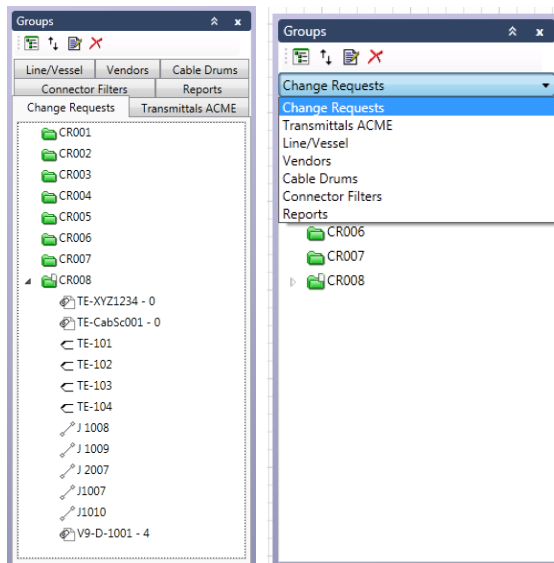 Groups
Line/Vessel
Vendors
Cable Drums
Connector Filters
Reports
Change Requests
Transmittals ACME
CR001
CR002
CR003
CR004
CR005
CR006
CR007
CR008
TE-XYZ1234 - 0
TE-CabSc001 - 0
TE-101
TE-102
TE-103
TE-104
J 1008
J 1009
J 2007
J1007
J1010
V9-D-1001 - 4
Groups
Change Requests
Change Requests
Transmittals ACME
Line/Vessel
Vendors
Cable Drums
Connector Filters
Reports
CR006
CR007
CR008